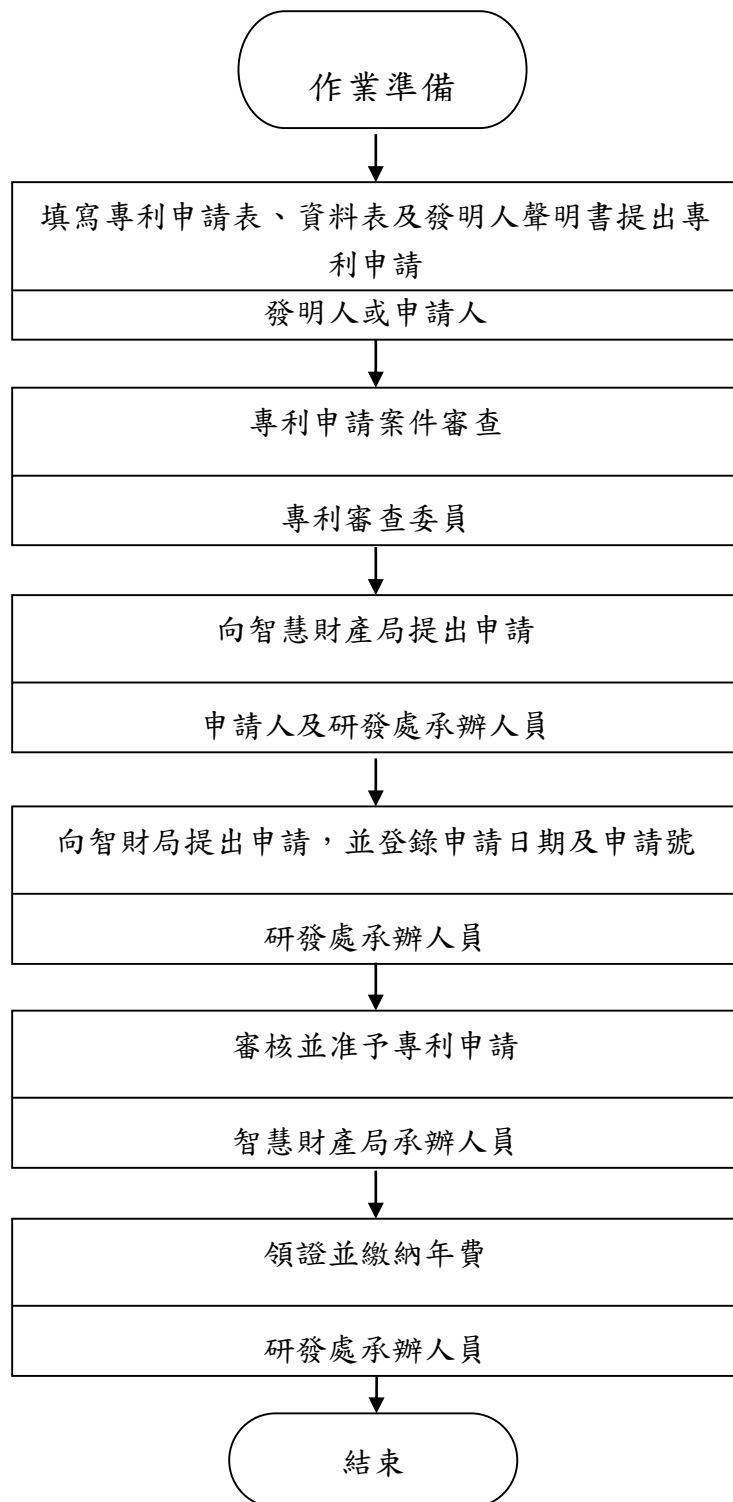 作業準備
填寫專利申請表、資料表及發明人聲明書提出專
利申請
發明人或申請人
專利申請案件審查
專利審查委員
向智慧財產局提出申請
申請人及研發處承辦人員
向智財局提出申請，並登錄申請日期及申請號
研發處承辦人員
審核並准予專利申請
智慧財產局承辦人員
領證並繳納年費
研發處承辦人員
結束